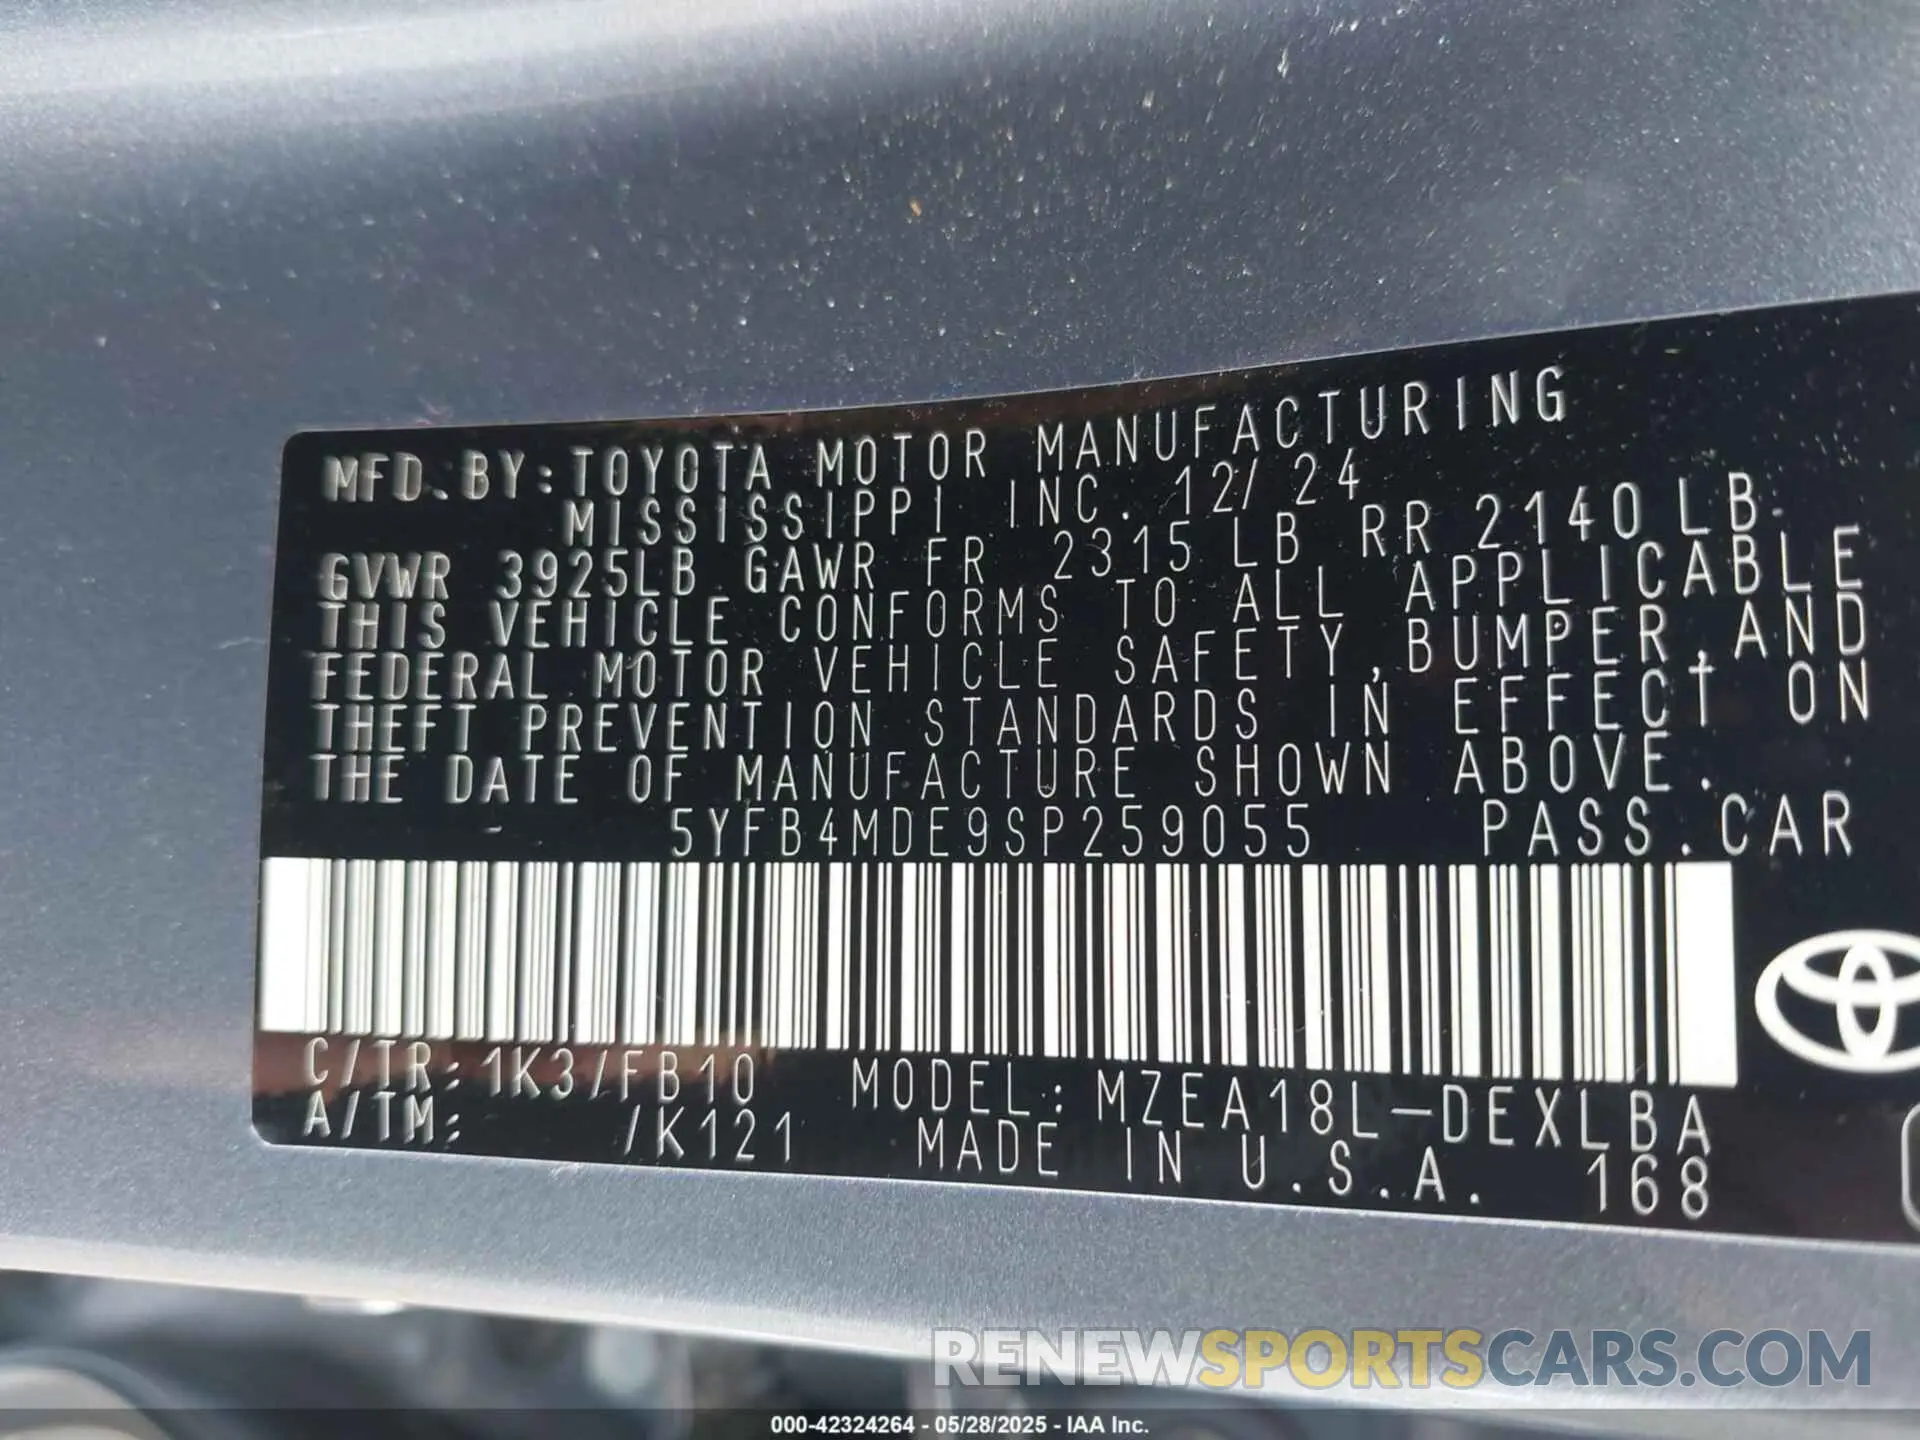 MFD. BY: TOYOTA MOTOR MANUFACTURING
MISSISSIPPI INC. 12/ 24
GVWR 3925LB GAWR FR 2315 LB RR 2140 LB
THIS VEHICLE CONFORMS TO ALL APPLICABLE
FEDERAL MOTOR VEHICLE SAFETY, BUMPER, AND
THEFT PREVENTION STANDARDS IN EFFECT ON
THE DATE OF MANUFACTURE SHOWN ABOVE.
5YFB4MDE9SP259055 PASS. CAR
C/TR: 1K3/FB10 MODEL: MZEA18L-DEXLBA
A/TM: /K121 MADE IN U.S.A. 168
RENEWSPORTSCARS.COM
000-42324264 - 05/28/2025 - IAA Inc.